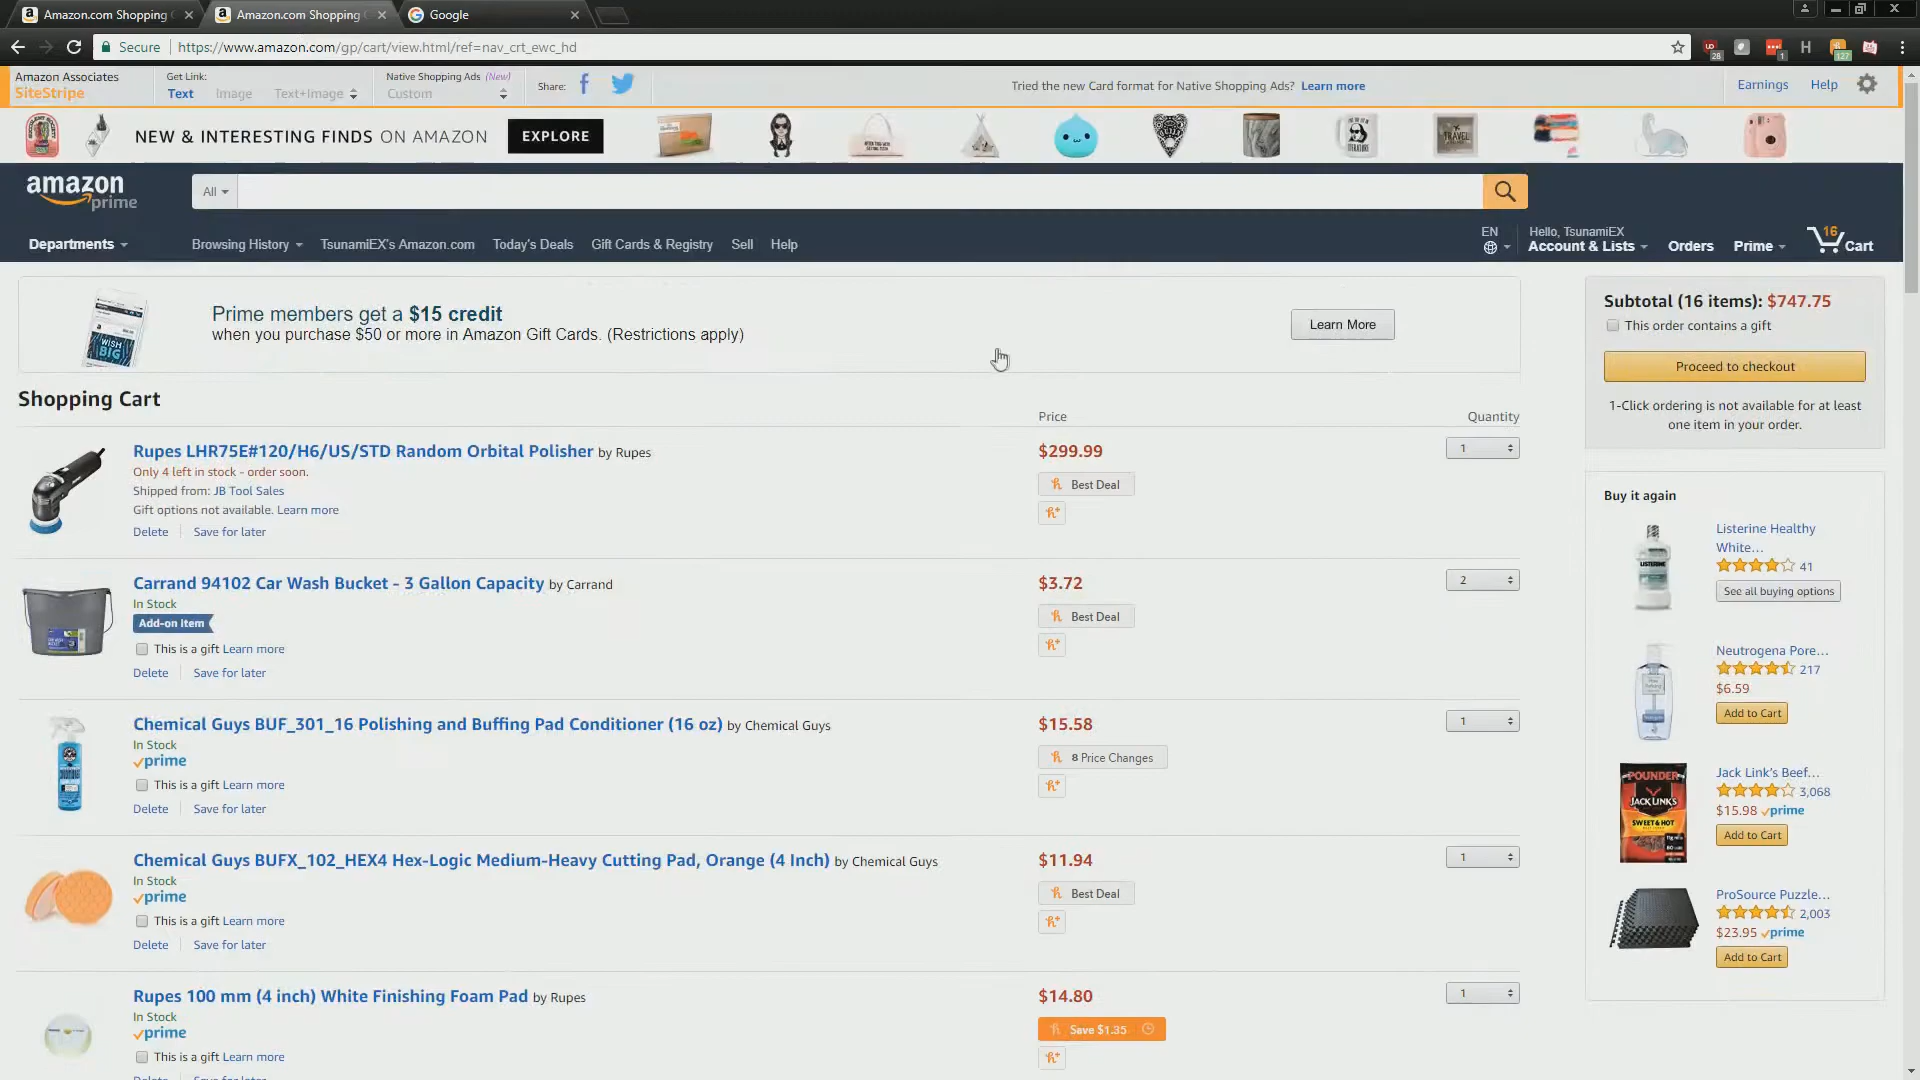 Amazon.com Shopping
Amazon.com Shopping
Google
Secure
https://www.amazon.com/gp/cart/view.html/ref=nav_crt_ewc_hd
28
1
H
127
Amazon Associates
SiteStripe
Get Link:
Text
Image
Text+Image
Native Shopping Ads (New)
Custom
Share:
Tried the new Card format for Native Shopping Ads? Learn more
Earnings
Help
NEW & INTERESTING FINDS ON AMAZON
EXPLORE
TRAVEL
amazon
prime
All
Departments
Browsing History
TsunamiEX's Amazon.com
Today's Deals
Gift Cards & Registry
Sell
Help
EN
Hello, TsunamiEX
Account & Lists
Orders
Prime
16
Cart
WISH
BIG
Prime members get a $15 credit
when you purchase $50 or more in Amazon Gift Cards. (Restrictions apply)
Learn More
Subtotal (16 items): $747.75
This order contains a gift
Proceed to checkout
1-Click ordering is not available for at least
one item in your order.
Shopping Cart
Price
Quantity
Rupes LHR75E#120/H6/US/STD Random Orbital Polisher by Rupes
Only 4 left in stock - order soon.
Shipped from: JB Tool Sales
Gift options not available. Learn more
Delete
Save for later
$299.99
Best Deal
1
Carrand 94102 Car Wash Bucket - 3 Gallon Capacity by Carrand
In Stock
Add-on Item
This is a gift Learn more
Delete
Save for later
$3.72
Best Deal
2
Chemical Guys BUF_301_16 Polishing and Buffing Pad Conditioner (16 oz) by Chemical Guys
In Stock
prime
This is a gift Learn more
Delete
Save for later
$15.58
8 Price Changes
1
Chemical Guys BUFX_102_HEX4 Hex-Logic Medium-Heavy Cutting Pad, Orange (4 Inch) by Chemical Guys
In Stock
prime
This is a gift Learn more
Delete
Save for later
$11.94
Best Deal
1
Rupes 100 mm (4 inch) White Finishing Foam Pad by Rupes
In Stock
prime
This is a gift Learn more
Delete
Save for later
$14.80
Save $1.35
1
Buy it again
LISTERINE
Listerine Healthy
White...
41
See all buying options
Neutrogena Pore...
217
$6.59
Add to Cart
POUNDER
JACK LINK'S
SWEET & HOT
Jack Link's Beef...
3,068
$15.98 prime
Add to Cart
ProSource Puzzle...
2,003
$23.95 prime
Add to Cart